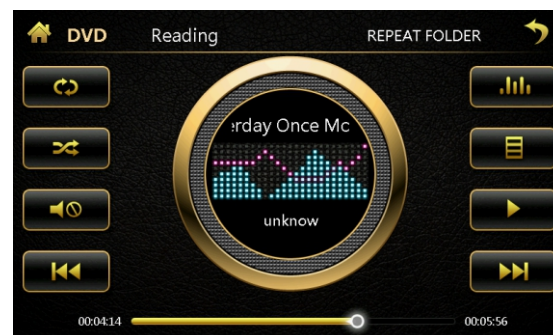 DVD Reading REPEAT FOLDER
erday Once Mc
unknow
00:04:14 00:05:56